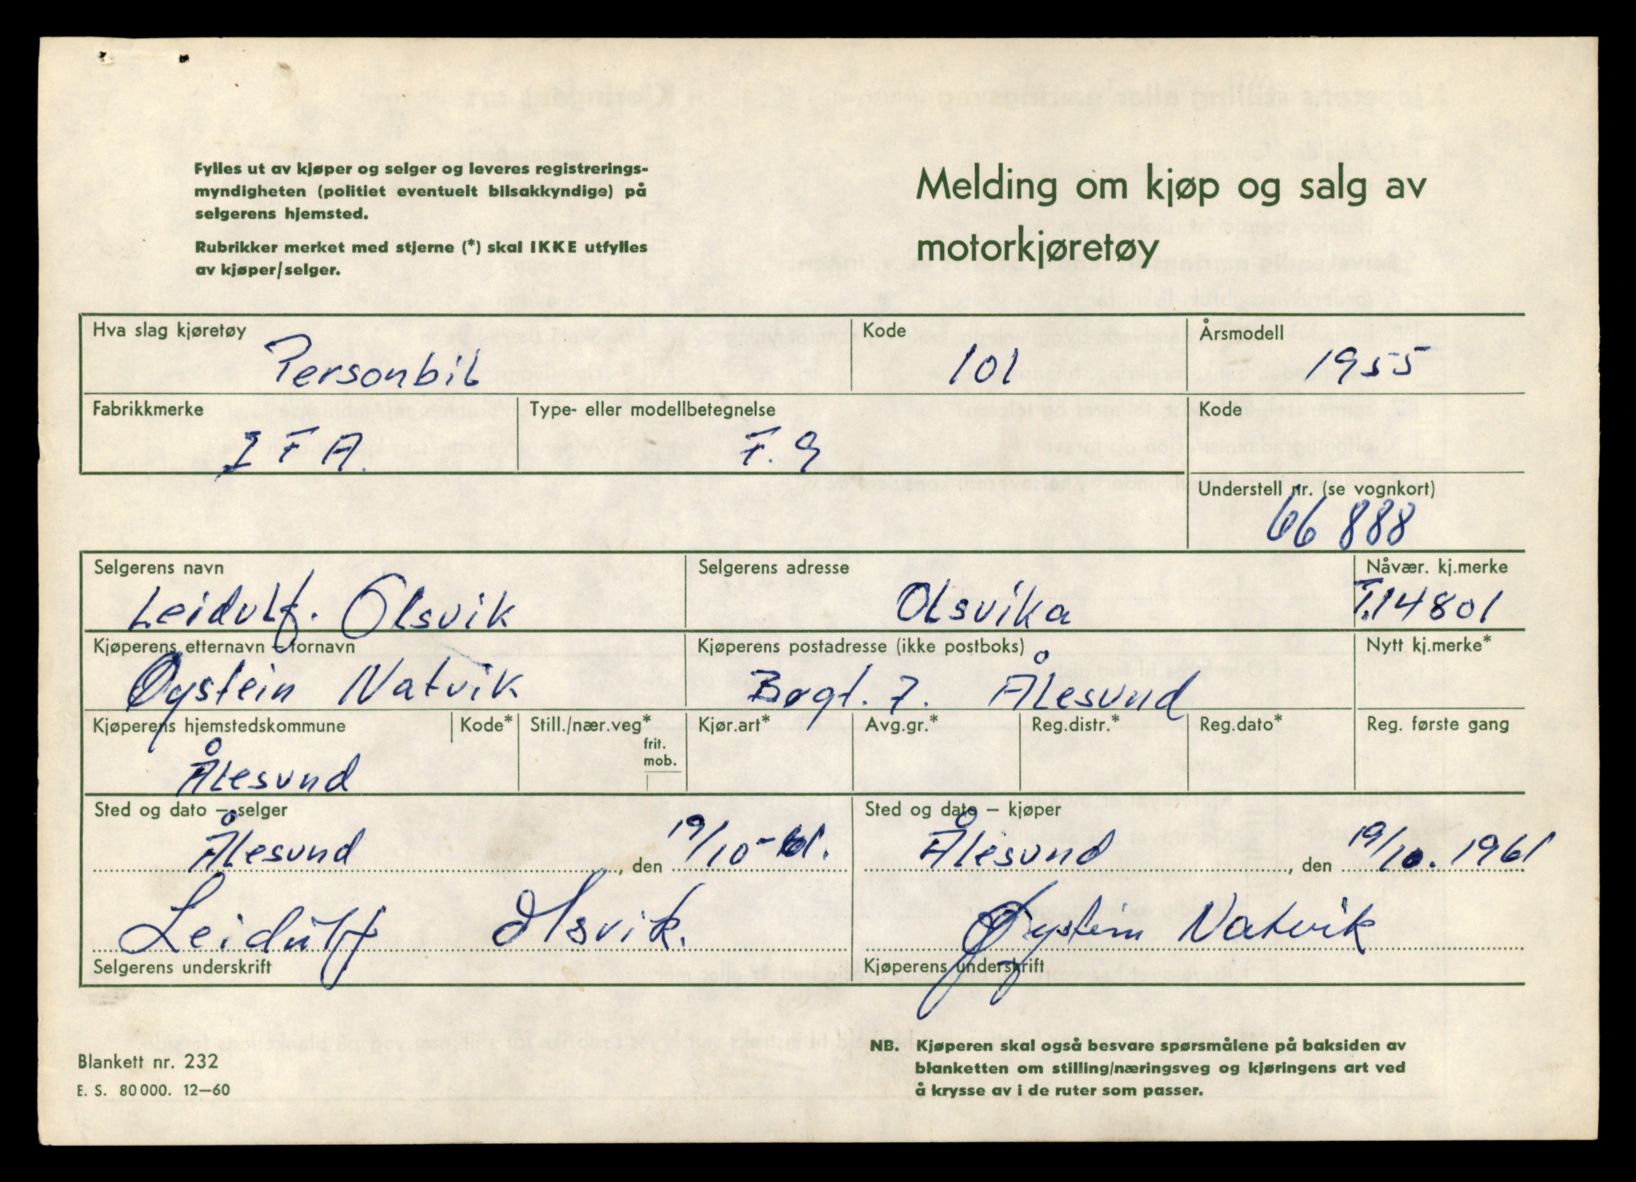 Fylles ut av kjøper og selger og leveres registrerings-
myndigheten (politiet eventuelt bilsakkyndige) på
selgerens hjemsted.
Rubrikker merket med stjerne (*) skal IKKE utfylles
av kjøper/selger.
Melding om kjøp og salg av
motorkjøretøy
Hva slag kjøretøy Kode Årsmodell
Personbil 101 1955
Fabrikkmerke Type- eller modellbetegnelse Kode
IFA. F. 9
Understell nr. (se vognkort)
66 888
Selgerens navn Selgerens adresse Nåvær. kj.merke
Leidulf. Olsvik Olsvika T.14801
Kjøperens etternavn – fornavn Kjøperens postadresse (ikke postboks) Nytt kj.merke*
Øystein Natvik Bogt. 7. Ålesund
Kjøperens hjemstedskommune Kode* Still./nær.veg* Kjør.art* Avg.gr.* Reg.distr.* Reg.dato* Reg. første gang
frit.
mob.
Ålesund
Sted og dato – selger Sted og dato – kjøper
Ålesund, den 19/10-61. Ålesund, den 19/10. 1961
Leidulf Olsvik. Øystein Natvik
Selgerens underskrift Kjøperens underskrift
Blankett nr. 232
E. S. 80 000. 12–60
NB. Kjøperen skal også besvare spørsmålene på baksiden av
blanketten om stilling/næringsveg og kjøringens art ved
å krysse av i de ruter som passer.